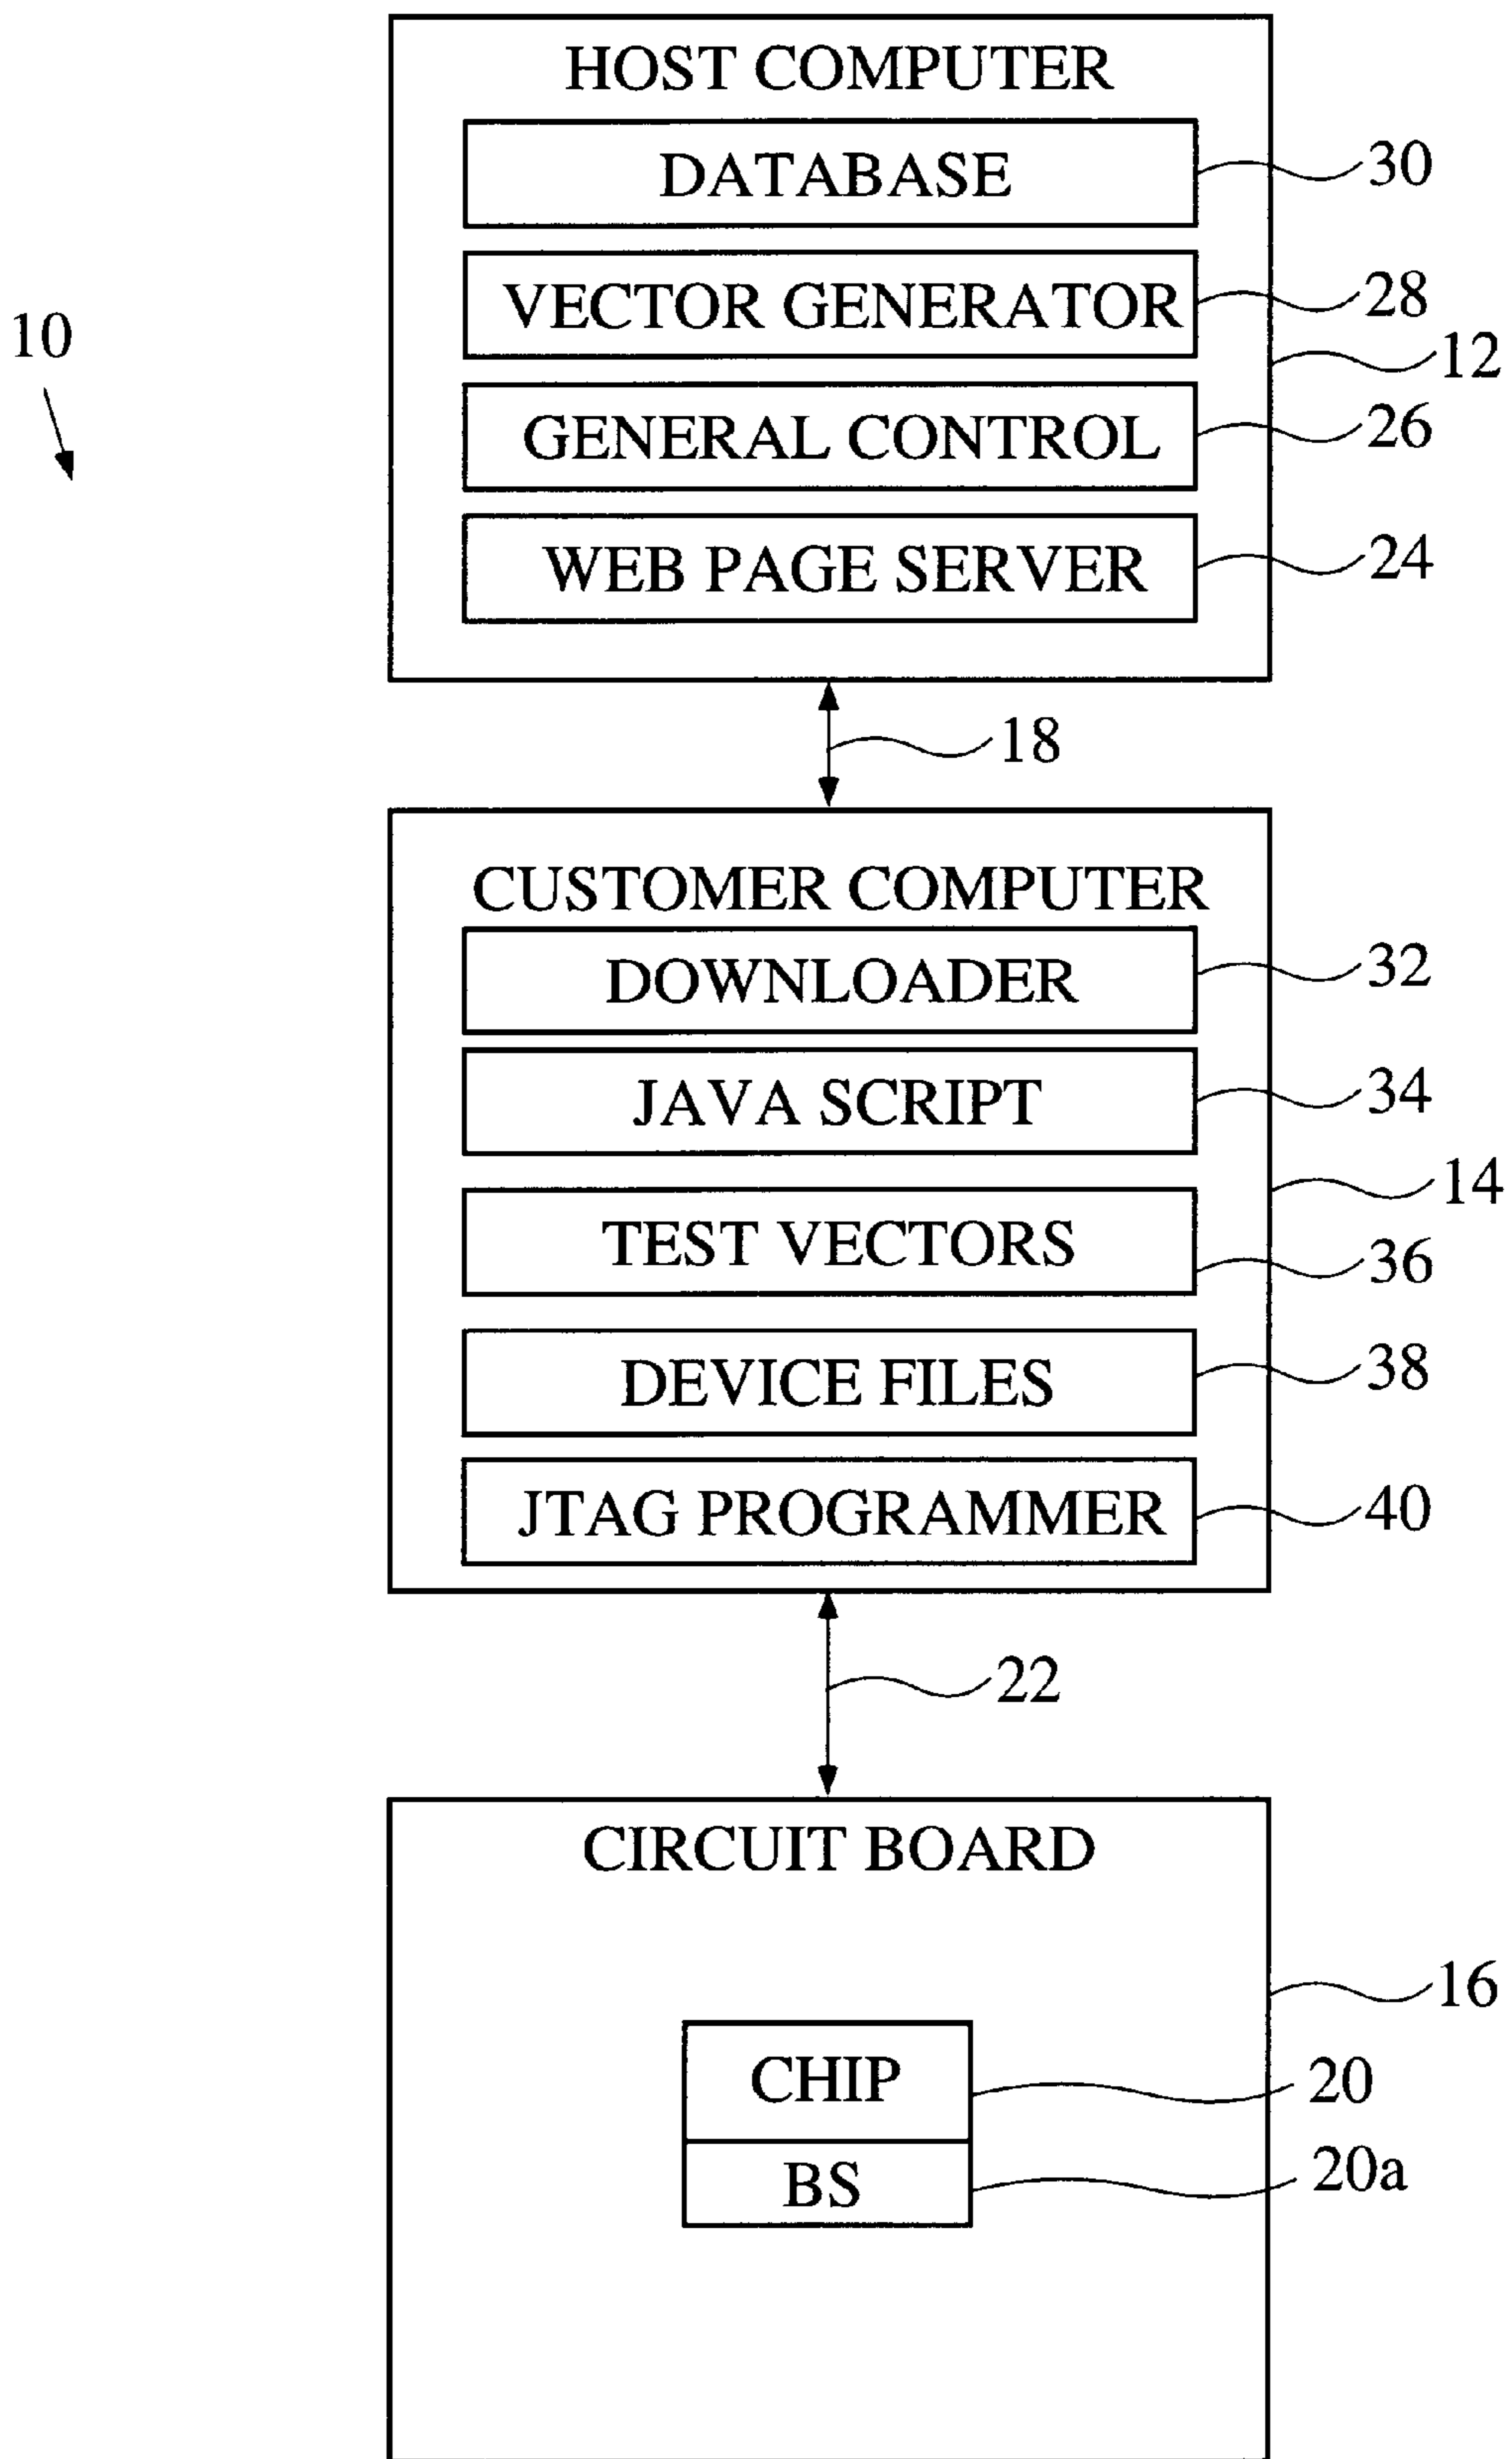 HOST COMPUTER
DATABASE 30
VECTOR GENERATOR 28
10
12
GENERAL CONTROL 26
WEB PAGE SERVER 24
18
CUSTOMER COMPUTER
DOWNLOADER 32
JAVA SCRIPT 34
14
TEST VECTORS 36
DEVICE FILES 38
JTAG PROGRAMMER 40
22
CIRCUIT BOARD
16
CHIP 20
BS 20a